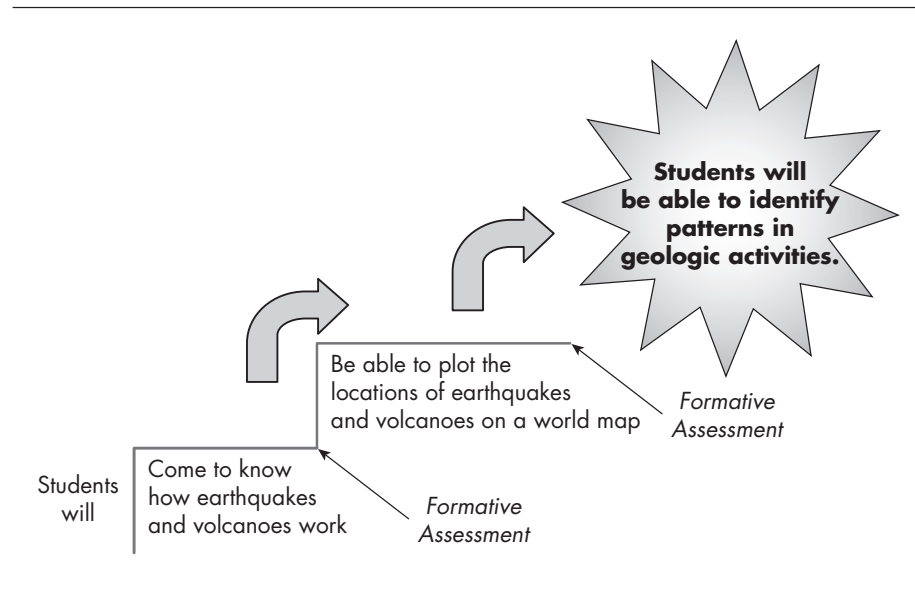 Students will
be able to identify
patterns in
geologic activities.
Be able to plot the
locations of earthquakes
and volcanoes on a world map
Formative
Assessment
Students
will
Come to know
how earthquakes
and volcanoes work
Formative
Assessment